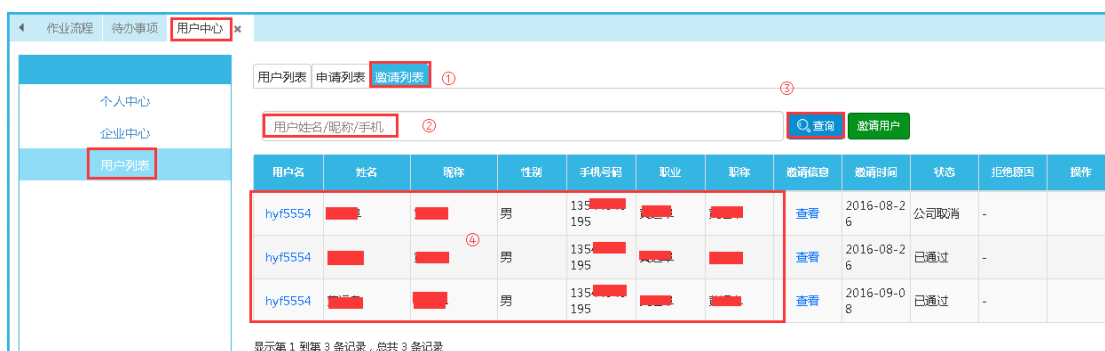 作业流程 待办事项 用户中心
用户列表 申请列表 邀请列表 ①
个人中心
③
企业中心
用户姓名/昵称/手机 ② 查询 邀请用户
用户列表
用户名 姓名 昵称 性别 手机号码 职业 职称 邀请信息 邀请时间 状态 拒绝原因 操作
hyf5554 男 135 195 查看 2016-08-26 公司取消 -
④
hyf5554 男 135 195 查看 2016-08-26 已通过 -
hyf5554 男 135 195 查看 2016-09-08 已通过 -
显示第 1 到第 3 条记录，总共 3 条记录